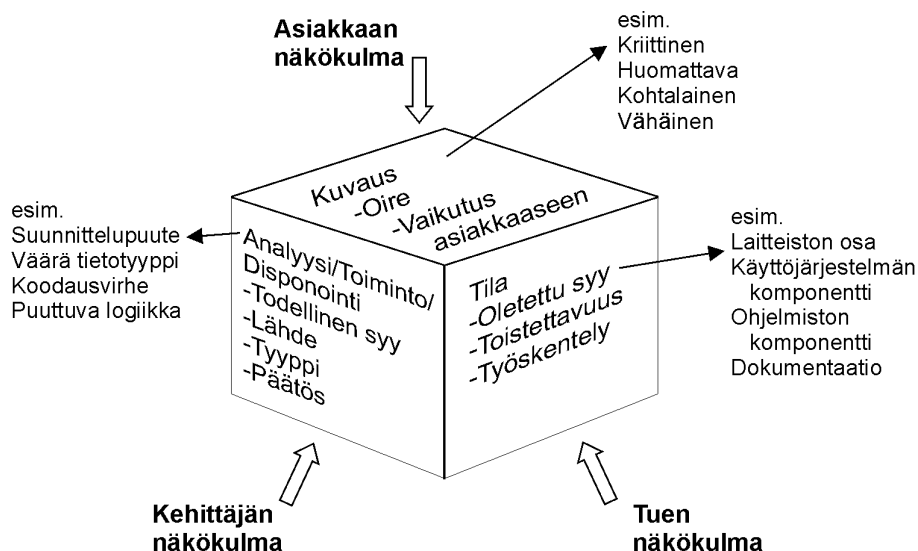 Asiakkaan
näkökulma
esim.
Kriittinen
Huomattava
Kohtalainen
Vähäinen
Kuvaus
-Oire
-Vaikutus
asiakkaaseen
esim.
Suunnittelupuute
Väärä tietotyyppi
Koodausvirhe
Puuttuva logiikka
Analyysi/Toiminto/
Disponointi
-Todellinen syy
-Lähde
-Tyyppi
-Päätös
Tila
-Oletettu syy
-Toistettavuus
-Työskentely
esim.
Laitteiston osa
Käyttöjärjestelmän
komponentti
Ohjelmiston
komponentti
Dokumentaatio
Kehittäjän
näkökulma
Tuen
näkökulma